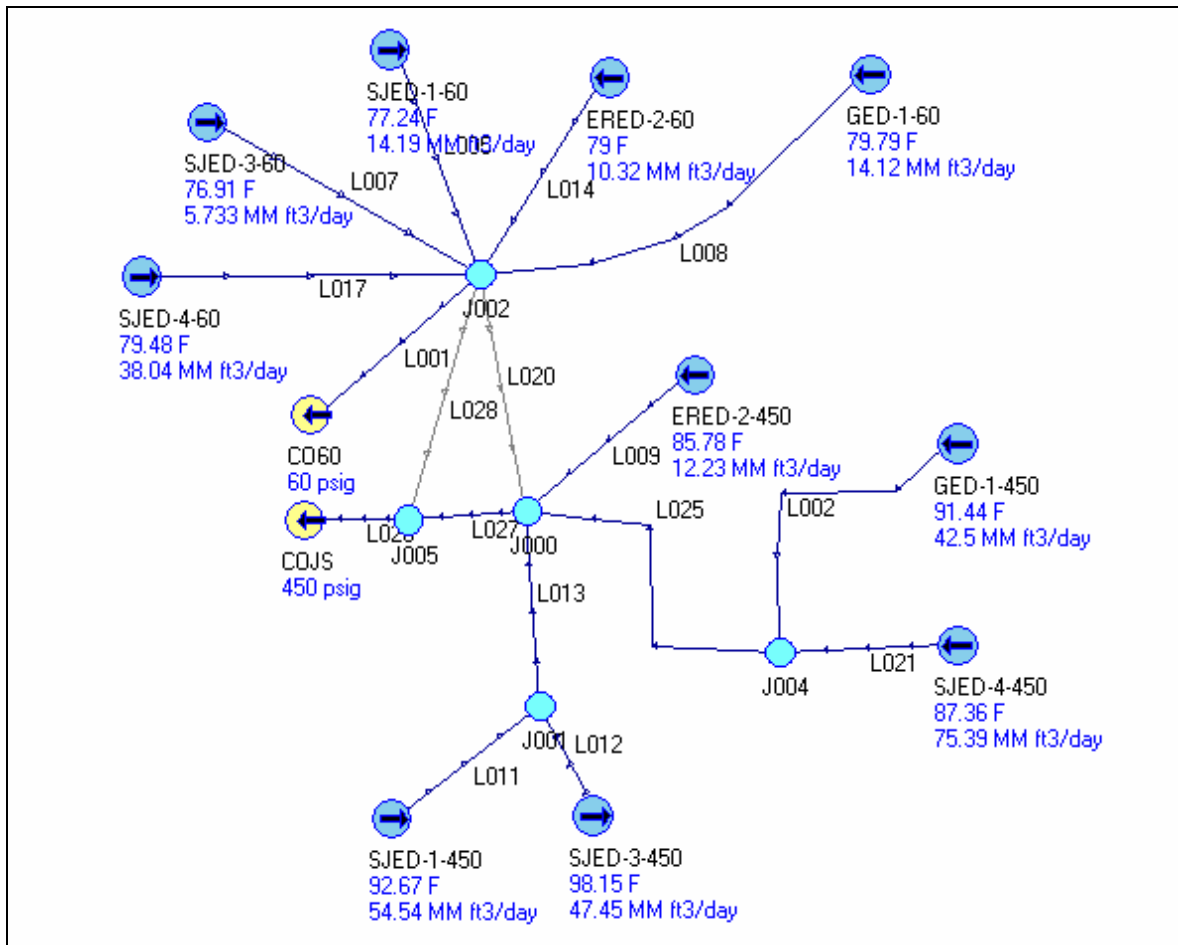 SJED-1-60
77.24 F
14.19 MM ft3/day
L005
ERED-2-60
79 F
10.32 MM ft3/day
GED-1-60
79.79 F
14.12 MM ft3/day
SJED-3-60
76.91 F
5.733 MM ft3/day
L007
L014
L008
SJED-4-60
79.48 F
38.04 MM ft3/day
L017
J002
L001
L020
L028
CO60
60 psig
ERED-2-450
85.78 F
12.23 MM ft3/day
L009
GED-1-450
91.44 F
42.5 MM ft3/day
L002
L025
COJS
450 psig
J005
L027
J000
L013
J004
L021
SJED-4-450
87.36 F
75.39 MM ft3/day
J001
L012
L011
SJED-1-450
92.67 F
54.54 MM ft3/day
SJED-3-450
98.15 F
47.45 MM ft3/day